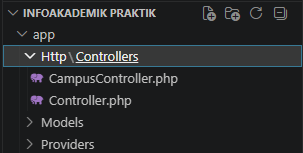 INFOAKADEMIK PRAKTIK
app
Http\Controllers
CampusController.php
Controller.php
Models
Providers